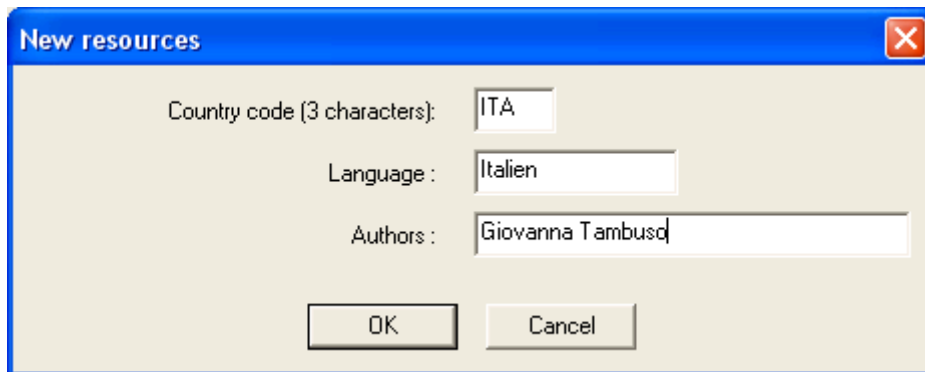 New resources
Country code (3 characters): ITA
Language : Italien
Authors : Giovanna Tambuso
OK Cancel